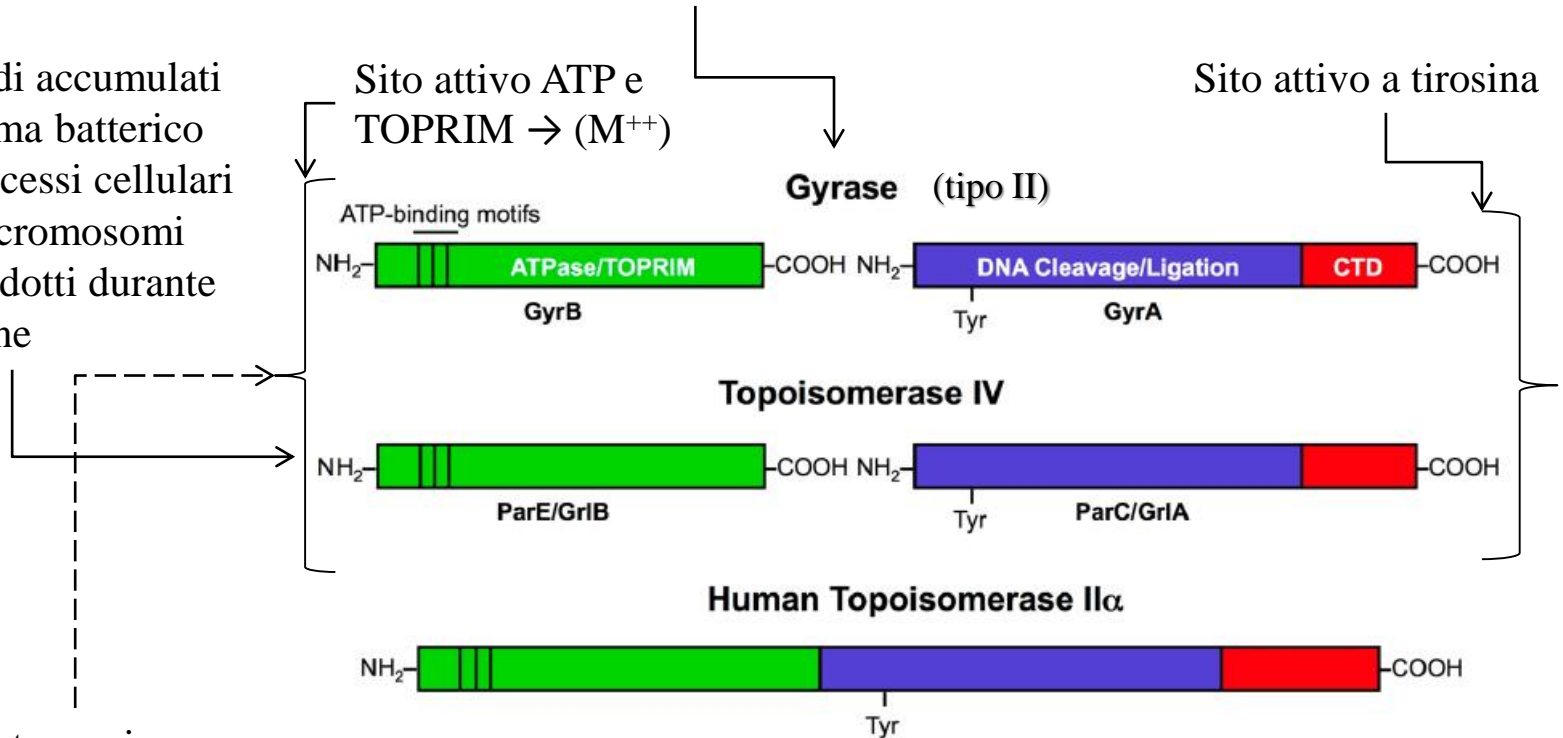 di accumulati
ma batterico
cessi cellulari
cromosomi
dotti durante
ne
Sito attivo ATP e
TOPRIM → (M⁺⁺)
Sito attivo a tirosina
Gyrase (tipo II)
ATP-binding motifs
NH₂– ATPase/TOPRIM –COOH NH₂– DNA Cleavage/Ligation CTD –COOH
GyrB Tyr GyrA
Topoisomerase IV
NH₂– –COOH NH₂– –COOH
ParE/GrlB Tyr ParC/GrlA
Human Topoisomerase IIα
NH₂– –COOH
Tyr